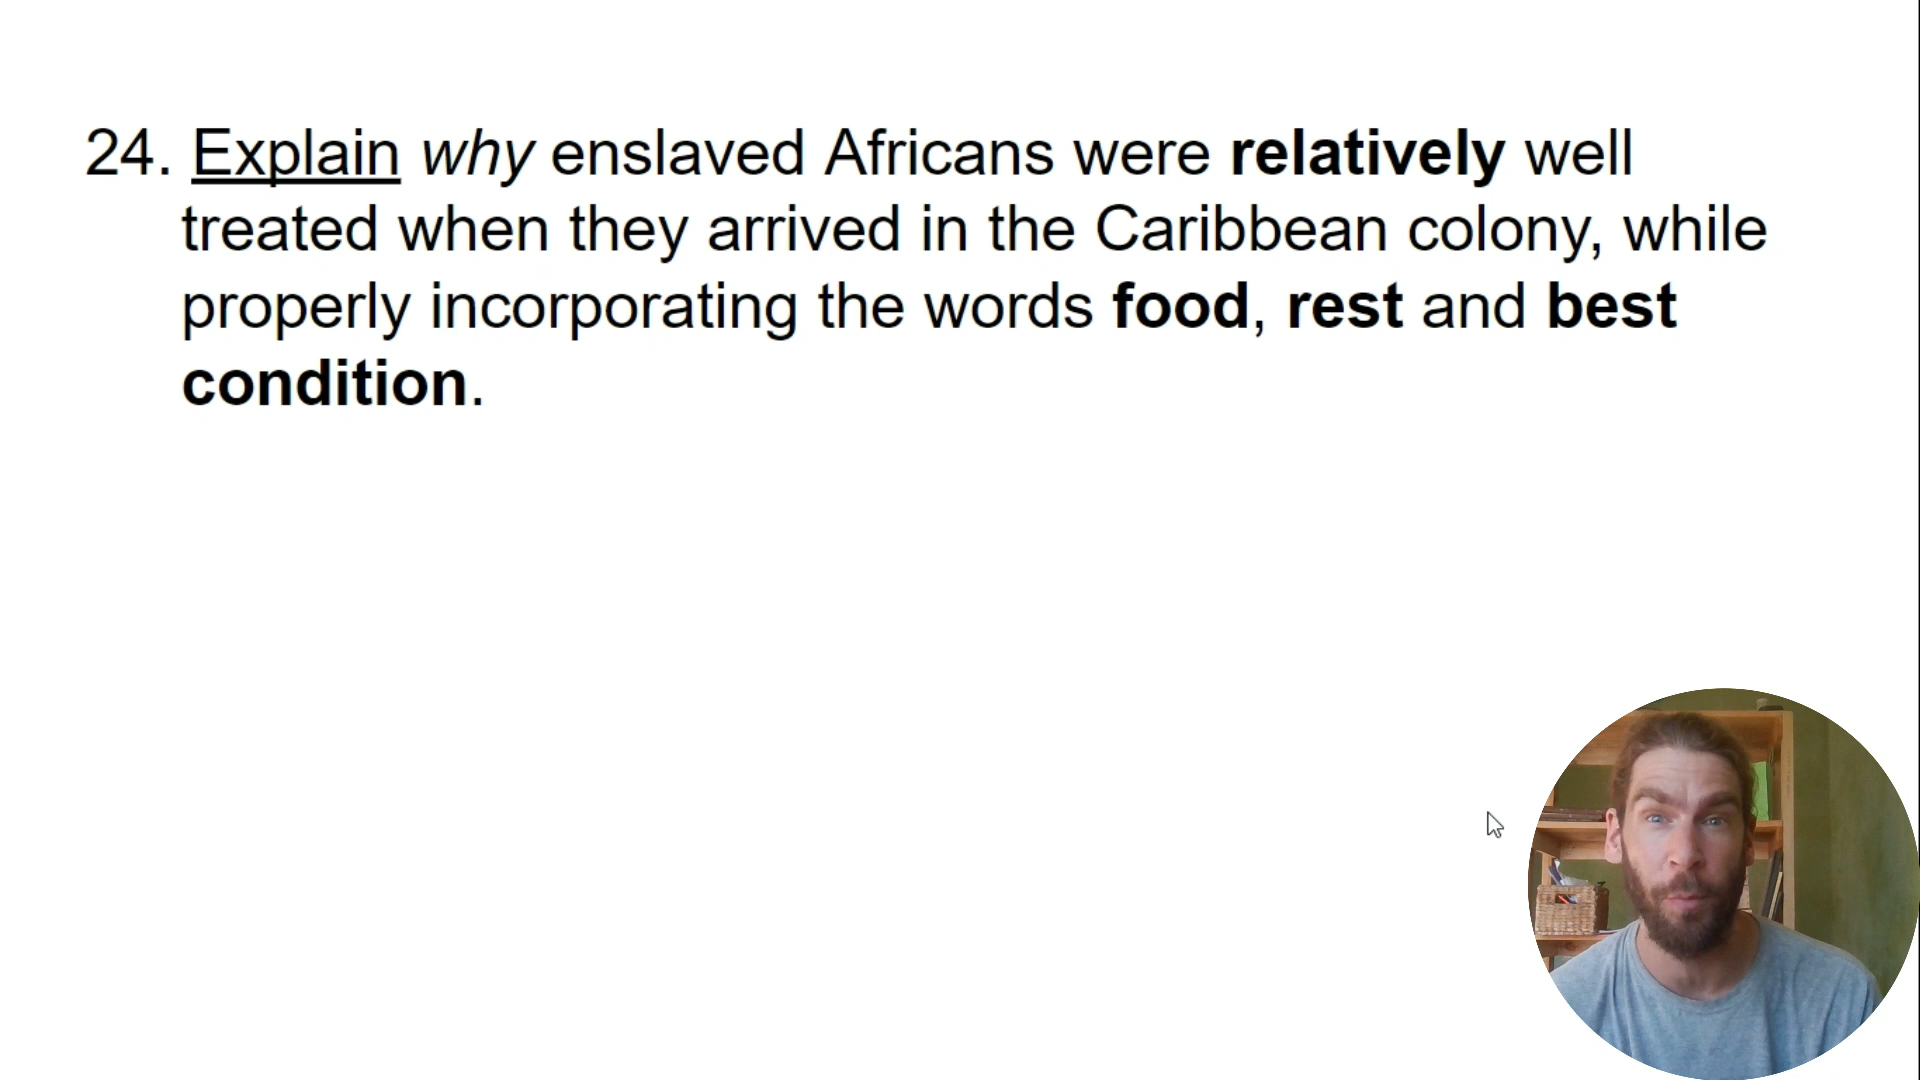 24. Explain why enslaved Africans were relatively well
treated when they arrived in the Caribbean colony, while
properly incorporating the words food, rest and best
condition.